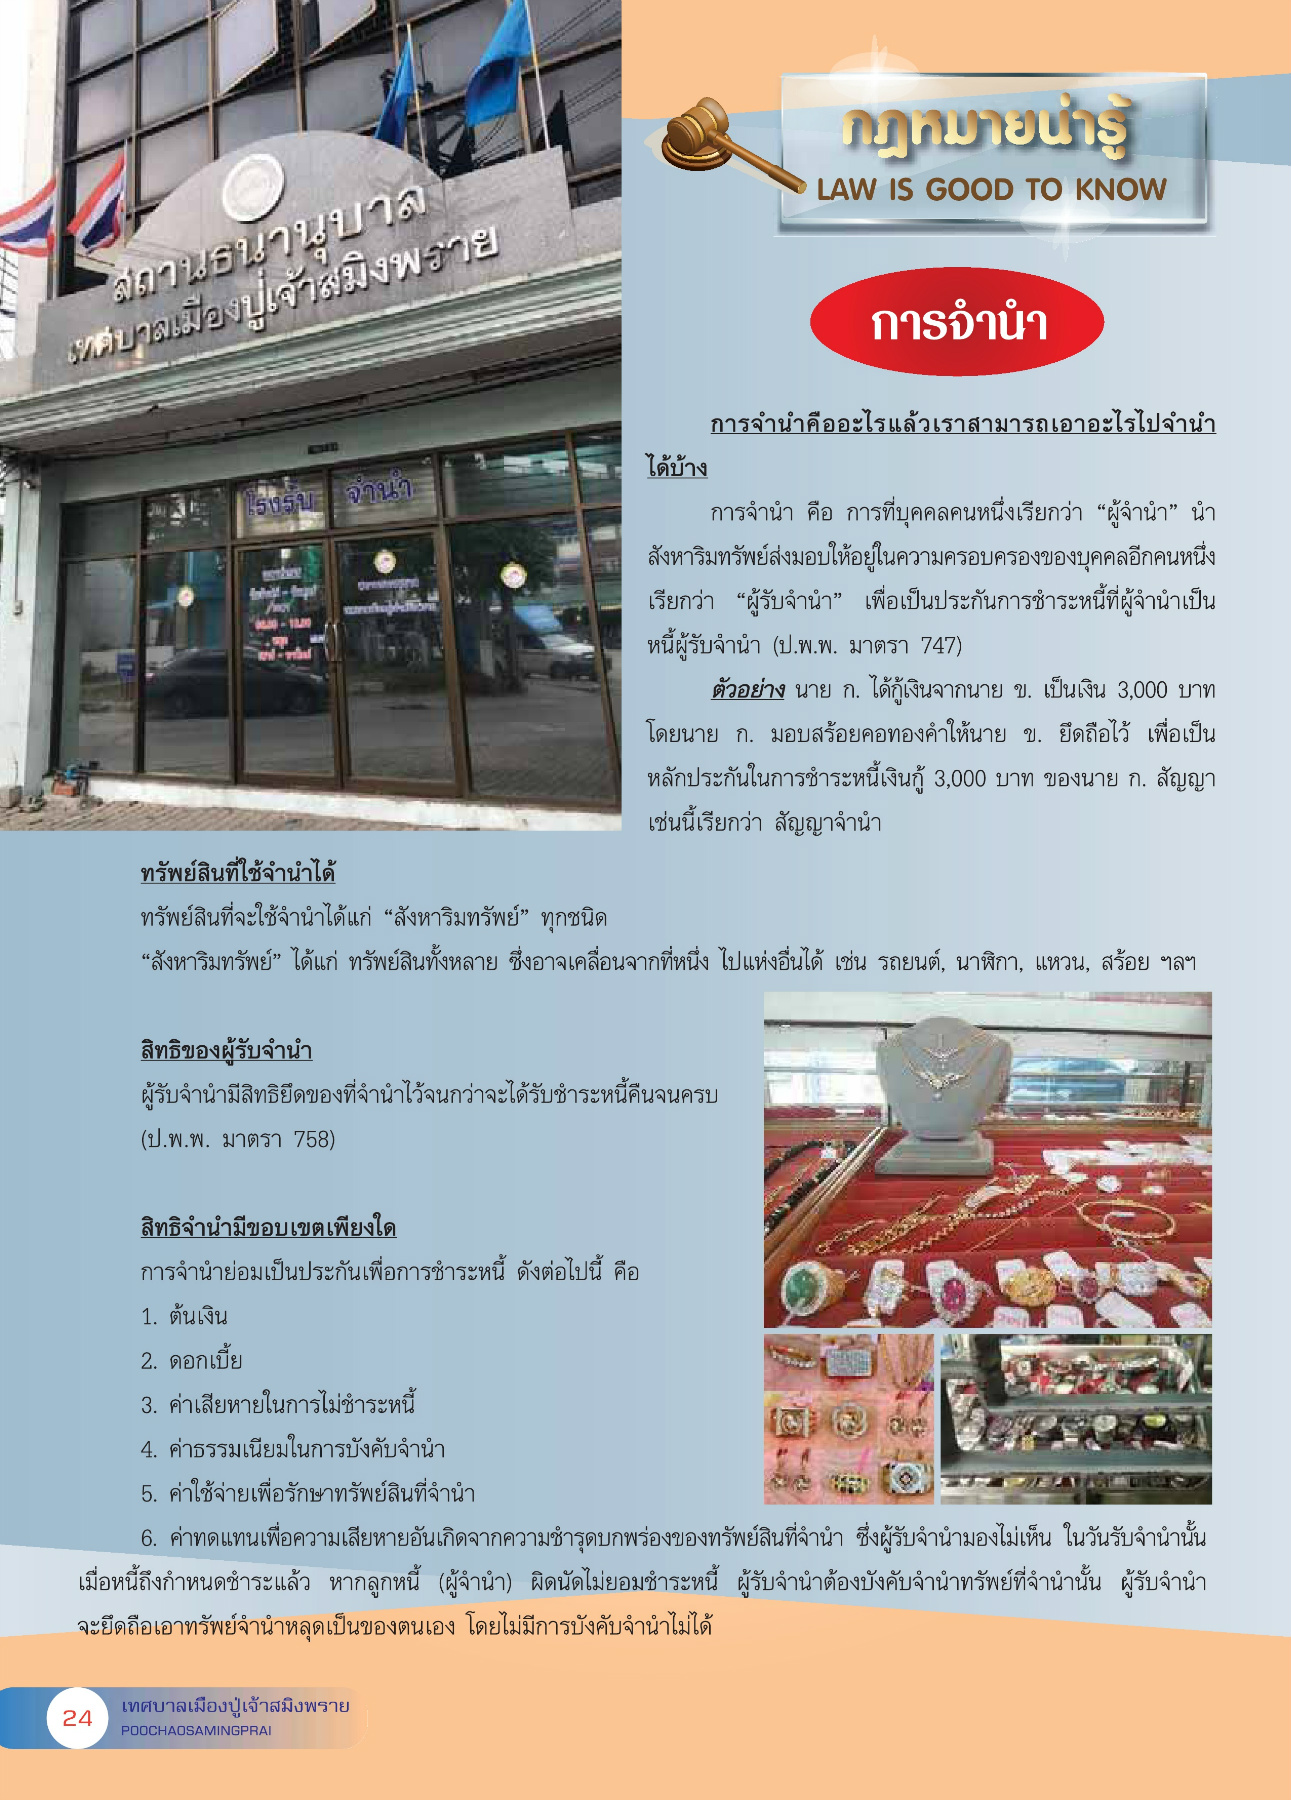 สถานธนานุบาล
เทศบาลเมืองปู่เจ้าสมิงพราย
โรงรับ จำนำ
กฎหมายน่ารู้
LAW IS GOOD TO KNOW
การจำนำ
การจำนำคืออะไรแล้วเราสามารถเอาอะไรไปจำนำ
ได้บ้าง
การจำนำ คือ การที่บุคคลคนหนึ่งเรียกว่า “ผู้จำนำ” นำ
สังหาริมทรัพย์ส่งมอบให้อยู่ในความครอบครองของบุคคลอีกคนหนึ่ง
เรียกว่า “ผู้รับจำนำ” เพื่อเป็นประกันการชำระหนี้ที่ผู้จำนำเป็น
หนี้ผู้รับจำนำ (ป.พ.พ. มาตรา 747)
ตัวอย่าง นาย ก. ได้กู้เงินจากนาย ข. เป็นเงิน 3,000 บาท
โดยนาย ก. มอบสร้อยคอทองคำให้นาย ข. ยึดถือไว้ เพื่อเป็น
หลักประกันในการชำระหนี้เงินกู้ 3,000 บาท ของนาย ก. สัญญา
เช่นนี้เรียกว่า สัญญาจำนำ
ทรัพย์สินที่ใช้จำนำได้
ทรัพย์สินที่จะใช้จำนำได้แก่ “สังหาริมทรัพย์” ทุกชนิด
“สังหาริมทรัพย์” ได้แก่ ทรัพย์สินทั้งหลาย ซึ่งอาจเคลื่อนจากที่หนึ่ง ไปแห่งอื่นได้ เช่น รถยนต์, นาฬิกา, แหวน, สร้อย ฯลฯ
สิทธิของผู้รับจำนำ
ผู้รับจำนำมีสิทธิยึดของที่จำนำไว้จนกว่าจะได้รับชำระหนี้คืนจนครบ
(ป.พ.พ. มาตรา 758)
สิทธิจำนำมีขอบเขตเพียงใด
การจำนำย่อมเป็นประกันเพื่อการชำระหนี้ ดังต่อไปนี้ คือ
1. ต้นเงิน
2. ดอกเบี้ย
3. ค่าเสียหายในการไม่ชำระหนี้
4. ค่าธรรมเนียมในการบังคับจำนำ
5. ค่าใช้จ่ายเพื่อรักษาทรัพย์สินที่จำนำ
6. ค่าทดแทนเพื่อความเสียหายอันเกิดจากความชำรุดบกพร่องของทรัพย์สินที่จำนำ ซึ่งผู้รับจำนำมองไม่เห็น ในวันรับจำนำนั้น
เมื่อหนี้ถึงกำหนดชำระแล้ว หากลูกหนี้ (ผู้จำนำ) ผิดนัดไม่ยอมชำระหนี้ ผู้รับจำนำต้องบังคับจำนำทรัพย์ที่จำนำนั้น ผู้รับจำนำ
จะยึดถือเอาทรัพย์จำนำหลุดเป็นของตนเอง โดยไม่มีการบังคับจำนำไม่ได้
24
เทศบาลเมืองปู่เจ้าสมิงพราย
POOCHAOSAMINGPRAI